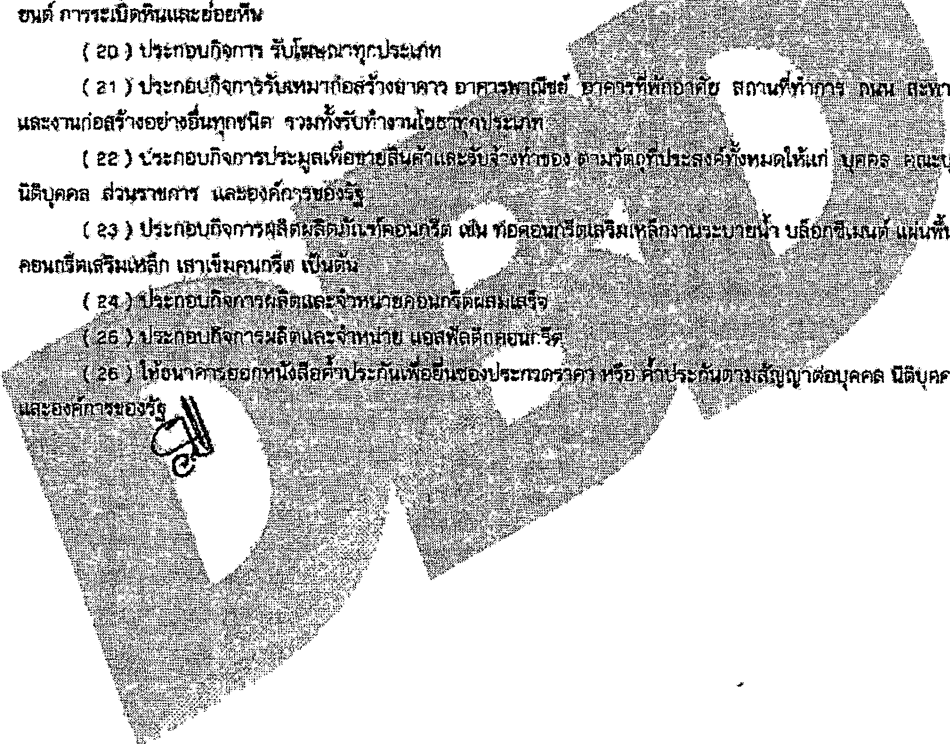 ยนต์ การระเบิดหินและย่อยหิน
( 20 ) ประกอบกิจการ รับโฆษณาทุกประเภท
( 21 ) ประกอบกิจการรับเหมาก่อสร้างอาคาร อาคารพาณิชย์ อาคารที่พักอาศัย สถานที่ทำการ ถนน สะพา
และงานก่อสร้างอย่างอื่นทุกชนิด รวมทั้งรับทำงานโยธาทุกประเภท
( 22 ) ประกอบกิจการประมูลเพื่อขายสินค้าและรับจ้างทำของ ตามวัตถุที่ประสงค์ทั้งหมดให้แก่ บุคคล คณะบุ
นิติบุคคล ส่วนราชการ และองค์การของรัฐ
( 23 ) ประกอบกิจการผลิตผลิตภัณฑ์คอนกรีต เช่น ท่อคอนกรีตเสริมเหล็กงานระบายน้ำ บล็อกซีเมนต์ แผ่นพื้น
คอนกรีตเสริมเหล็ก เสาเข็มคนกรีต เป็นต้น
( 24 ) ประกอบกิจการผลิตและจำหน่ายคอนกรีตผสมเสร็จ
( 25 ) ประกอบกิจการผลิตและจำหน่าย แอสฟัลติกคอนกรีต
( 26 ) ให้ธนาคารออกหนังสือค้ำประกันเพื่อยื่นซองประกวดราคา หรือ ค้ำประกันตามสัญญาต่อบุคคล นิติบุคค
และองค์การของรัฐ
DBD